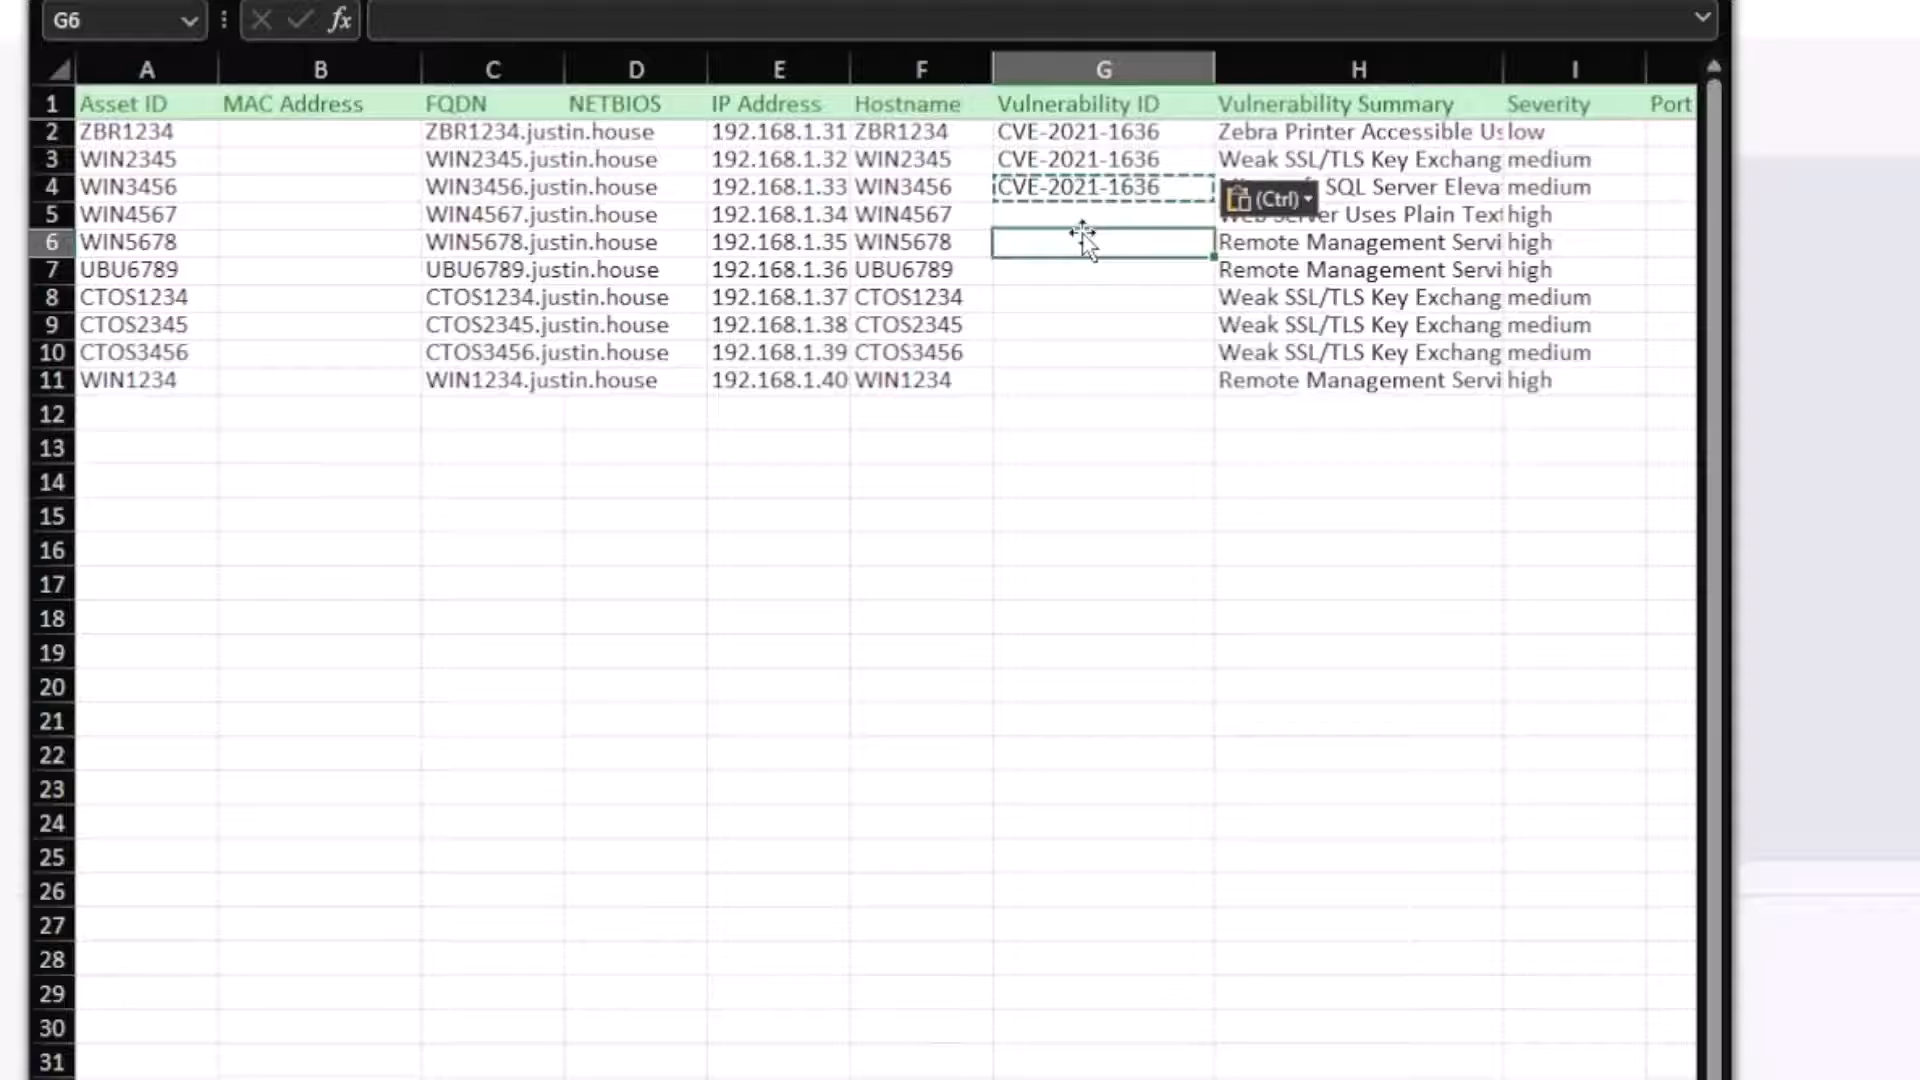 G6 fx
A B C D E F G H I
1 Asset ID MAC Address FQDN NETBIOS IP Address Hostname Vulnerability ID Vulnerability Summary Severity Port
2 ZBR1234 ZBR1234.justin.house 192.168.1.31 ZBR1234 CVE-2021-1636 Zebra Printer Accessible Us low
3 WIN2345 WIN2345.justin.house 192.168.1.32 WIN2345 CVE-2021-1636 Weak SSL/TLS Key Exchang medium
4 WIN3456 WIN3456.justin.house 192.168.1.33 WIN3456 CVE-2021-1636 SQL Server Eleva medium
(Ctrl)
5 WIN4567 WIN4567.justin.house 192.168.1.34 WIN4567 Uses Plain Text high
6 WIN5678 WIN5678.justin.house 192.168.1.35 WIN5678 Remote Management Servi high
7 UBU6789 UBU6789.justin.house 192.168.1.36 UBU6789 Remote Management Servi high
8 CTOS1234 CTOS1234.justin.house 192.168.1.37 CTOS1234 Weak SSL/TLS Key Exchang medium
9 CTOS2345 CTOS2345.justin.house 192.168.1.38 CTOS2345 Weak SSL/TLS Key Exchang medium
10 CTOS3456 CTOS3456.justin.house 192.168.1.39 CTOS3456 Weak SSL/TLS Key Exchang medium
11 WIN1234 WIN1234.justin.house 192.168.1.40 WIN1234 Remote Management Servi high
12
13
14
15
16
17
18
19
20
21
22
23
24
25
26
27
28
29
30
31